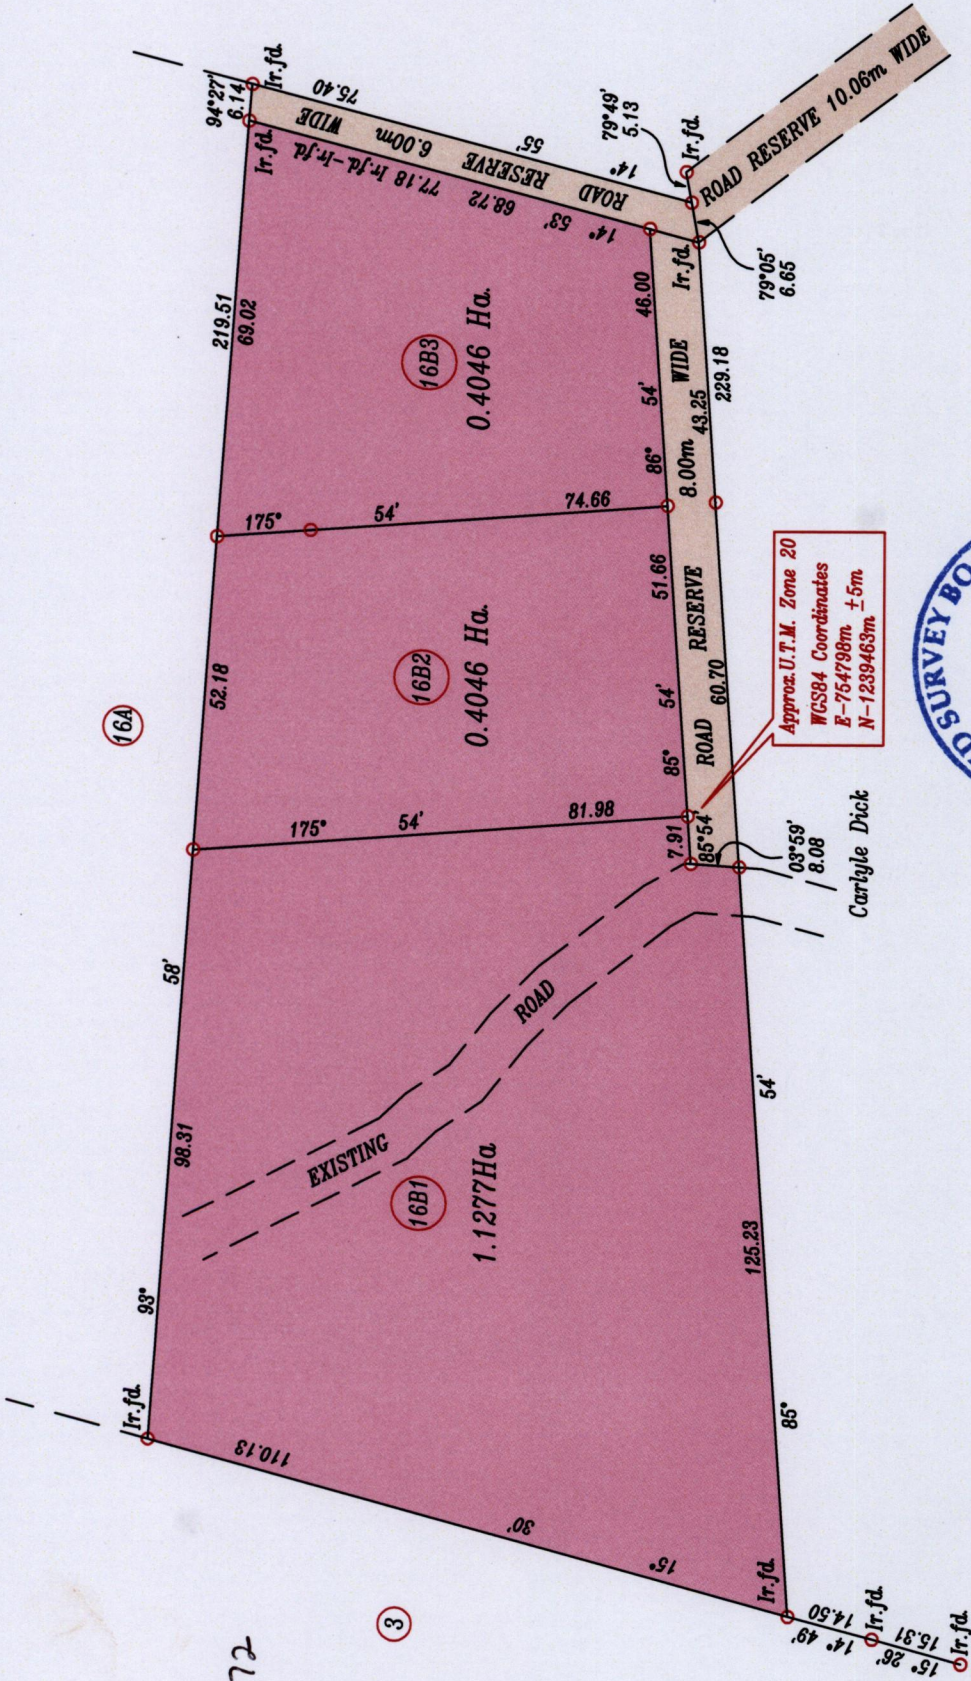 16A
94°27'
6.14
Ir.fd.
Ir.fd.
75.40
55'
14°
ROAD RESERVE 6.00m WIDE
77.18 Ir.fd-Ir.fd
68.72
53'
14°
79°49'
5.13
Ir.fd.
ROAD RESERVE 10.06m WIDE
79°05'
6.65
Ir.fd.
219.51
69.02
52.18
58'
98.31
93°
Ir.fd.
16B3
0.4046 Ha.
86° 54' 46.00
175° 54' 74.66
16B2
0.4046 Ha.
85° 54' 51.66
175° 54' 81.98
ROAD RESERVE 8.00m WIDE
43.25
229.18
60.70
7.91
85°54'
03°59'
8.08
Carlyle Dick
Approx.U.T.M. Zone 20
WGS84 Coordinates
E-754798m ±5m
N-1239463m
EXISTING ROAD
16B1
1.1277Ha
85° 125.23 54'
110.13
30'
15°
Ir.fd.
14.50
14° 49'
Ir.fd.
15.31
15° 26'
Ir.fd.
3
72
D SURVEY BO